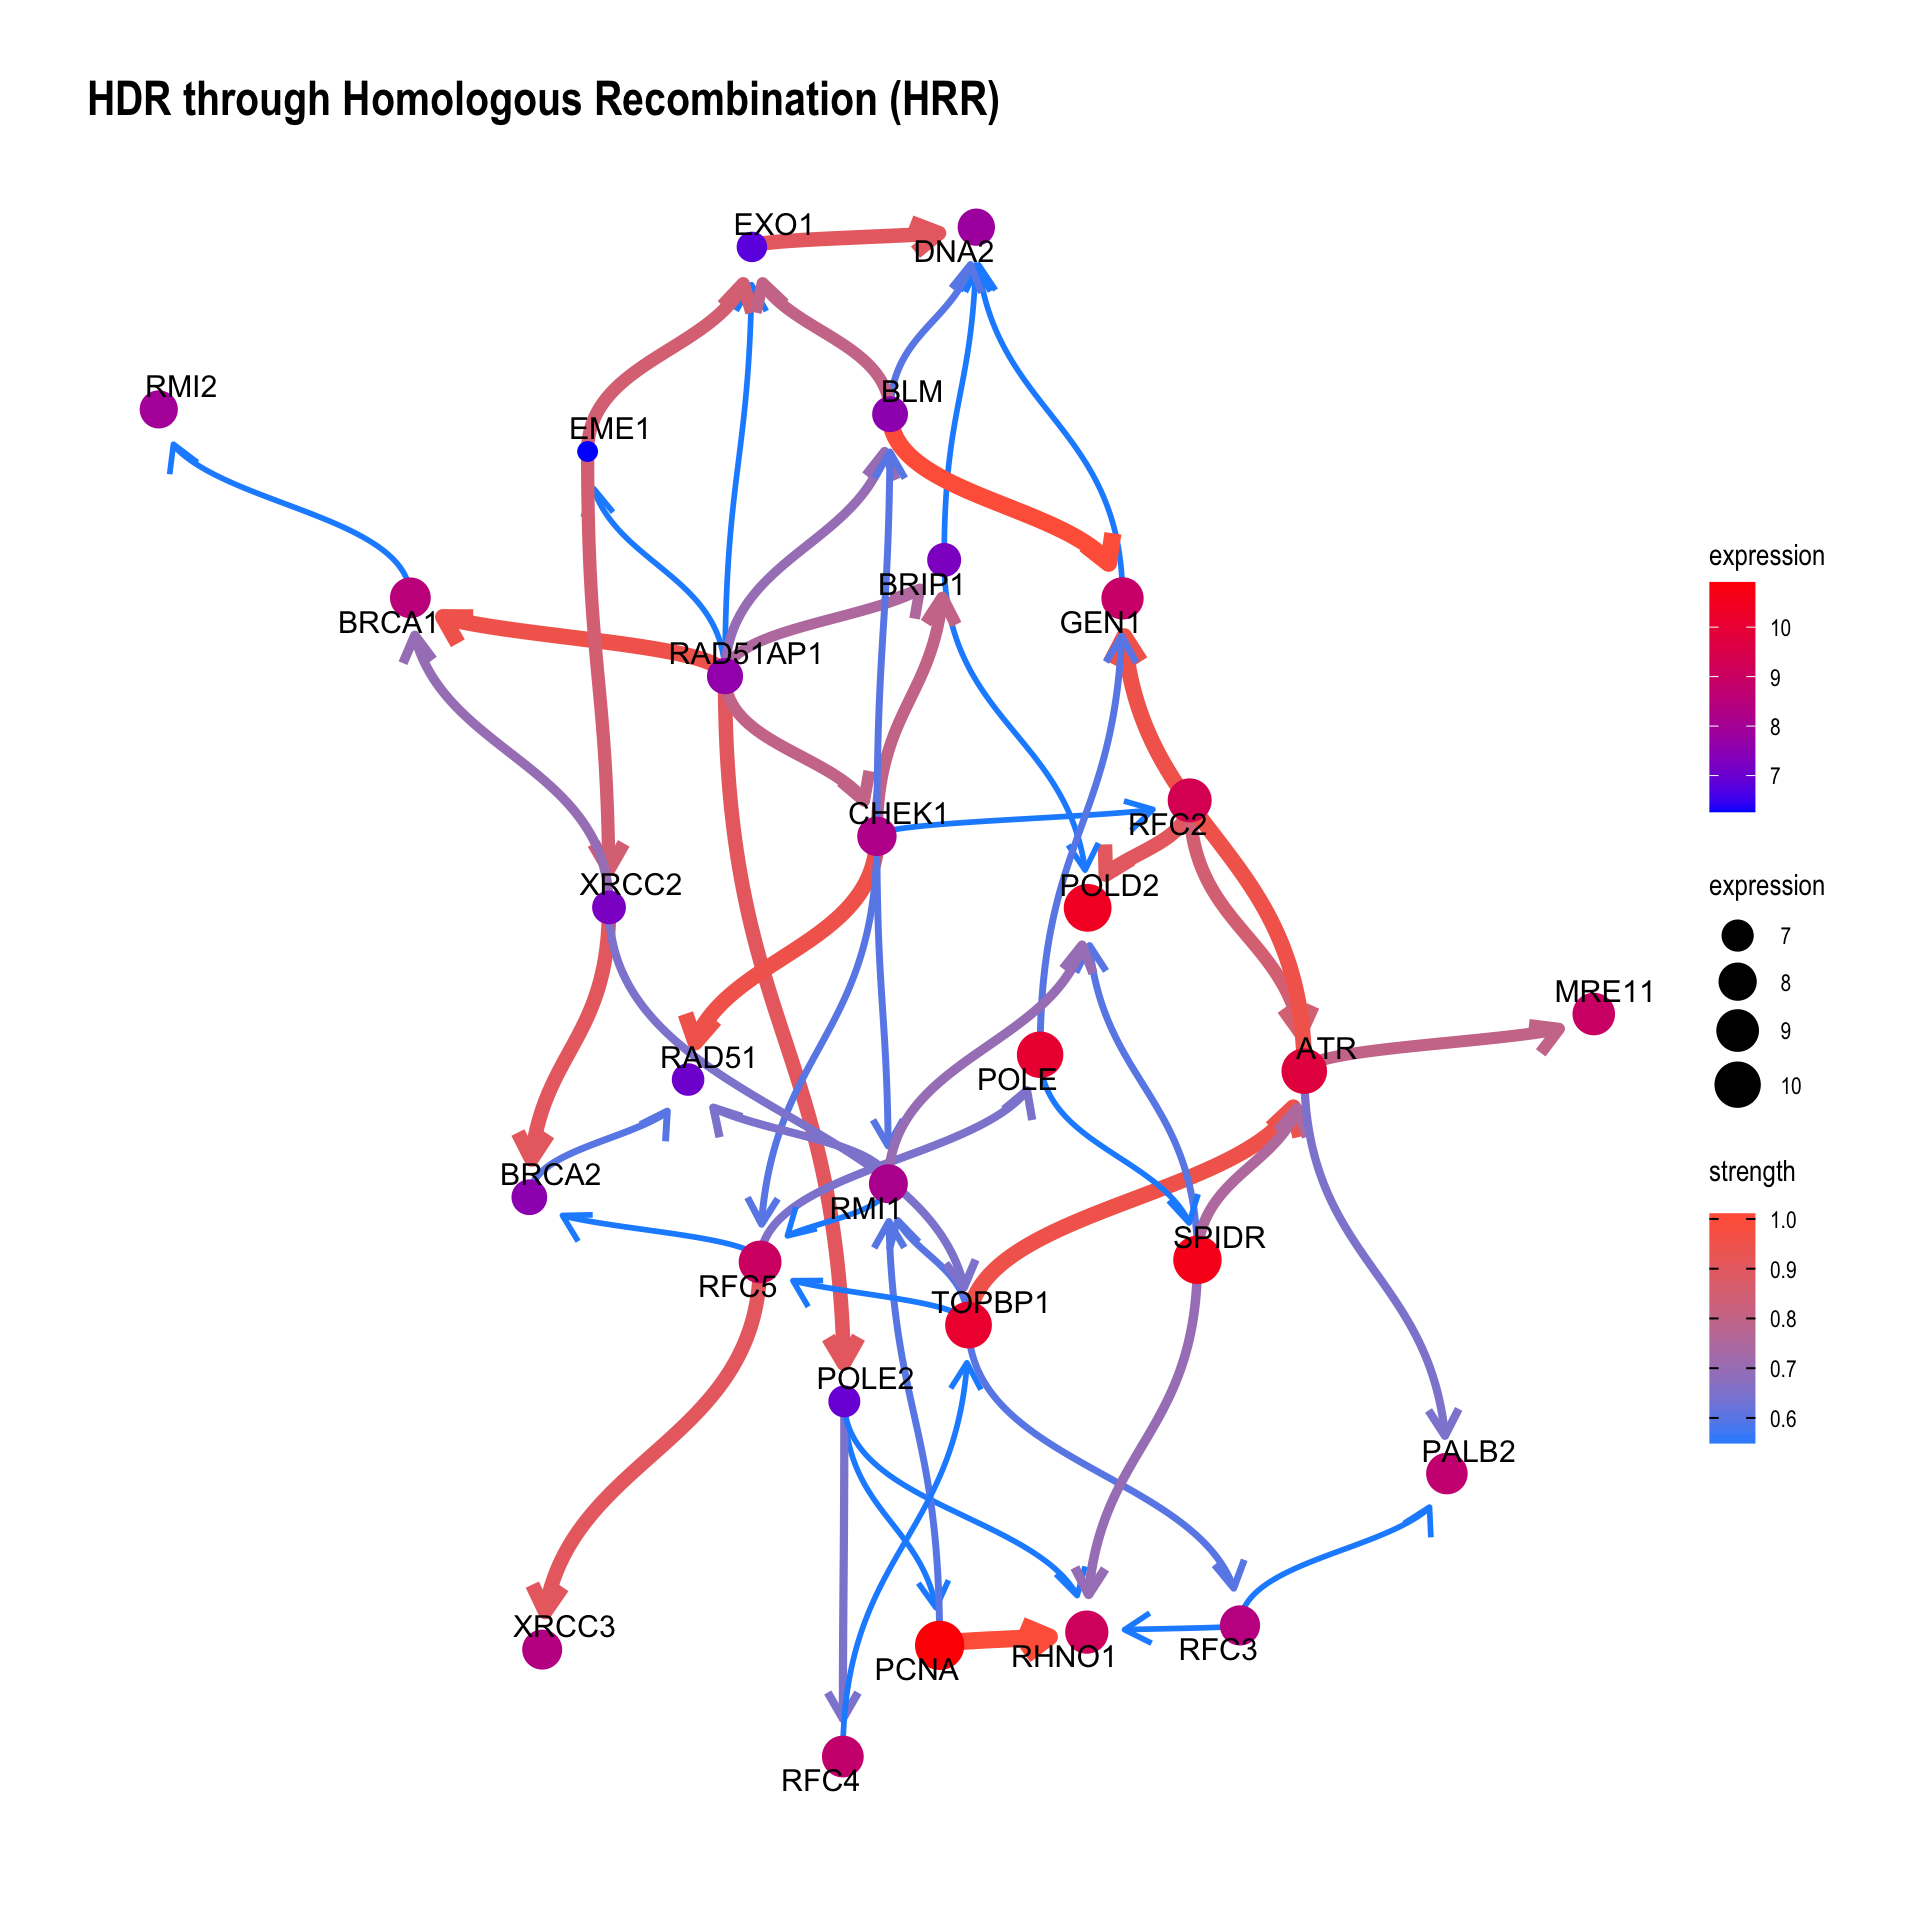 HDR through Homologous Recombination (HRR)
EXO1
DNA2
RMI2
BLM
EME1
BRIP1
BRCA1
GEN1
RAD51AP1
CHEK1
RFC2
XRCC2
POLD2
MRE11
RAD51
POLE
ATR
BRCA2
RMI1
SPIDR
RFC5
TOPBP1
POLE2
PALB2
XRCC3
PCNA
RHNO1
RFC3
RFC4
expression
10
9
8
7
expression
7
8
9
10
strength
1.0
0.9
0.8
0.7
0.6